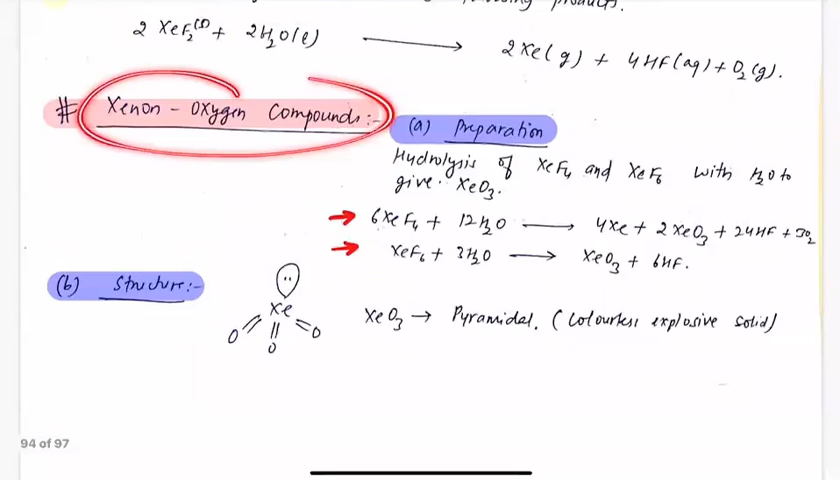 products.
2 XeF₂(s) + 2H₂O(l) ⟶ 2Xe(g) + 4HF(aq) + O₂(g).
# Xenon - Oxygen Compounds:-
(a) Preparation
Hydrolysis of XeF₄ and XeF₆ with H₂O to
give. XeO₃.
→ 6XeF₄ + 12H₂O ⟶ 4Xe + 2XeO₃ + 24HF + 3O₂
→ XeF₆ + 3H₂O ⟶ XeO₃ + 6HF.
(b) Structure:-
Xe
O O
O
XeO₃ → Pyramidal. (Colourless explosive solid)
94 of 97